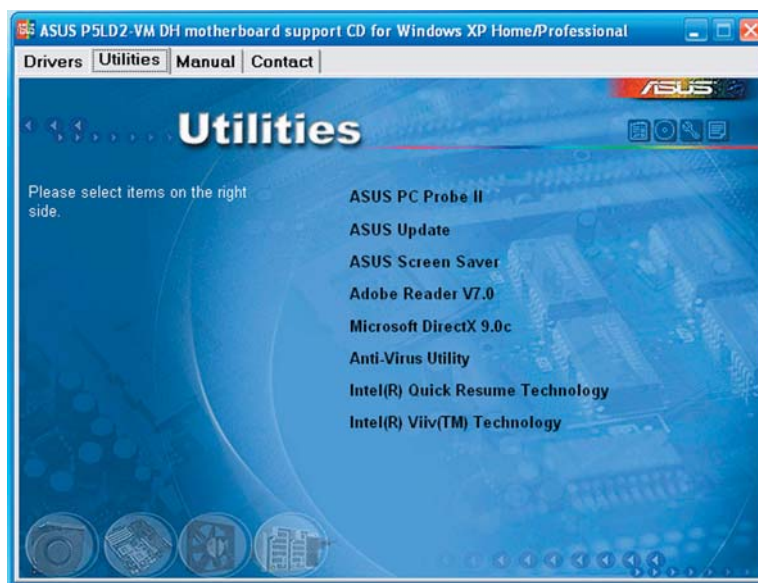 ASUS P5LD2-VM DH motherboard support CD for Windows XP Home/Professional
Drivers Utilities Manual Contact
ASUS
Utilities
Please select items on the right
side.
ASUS PC Probe II
ASUS Update
ASUS Screen Saver
Adobe Reader V7.0
Microsoft DirectX 9.0c
Anti-Virus Utility
Intel(R) Quick Resume Technology
Intel(R) Viiv(TM) Technology